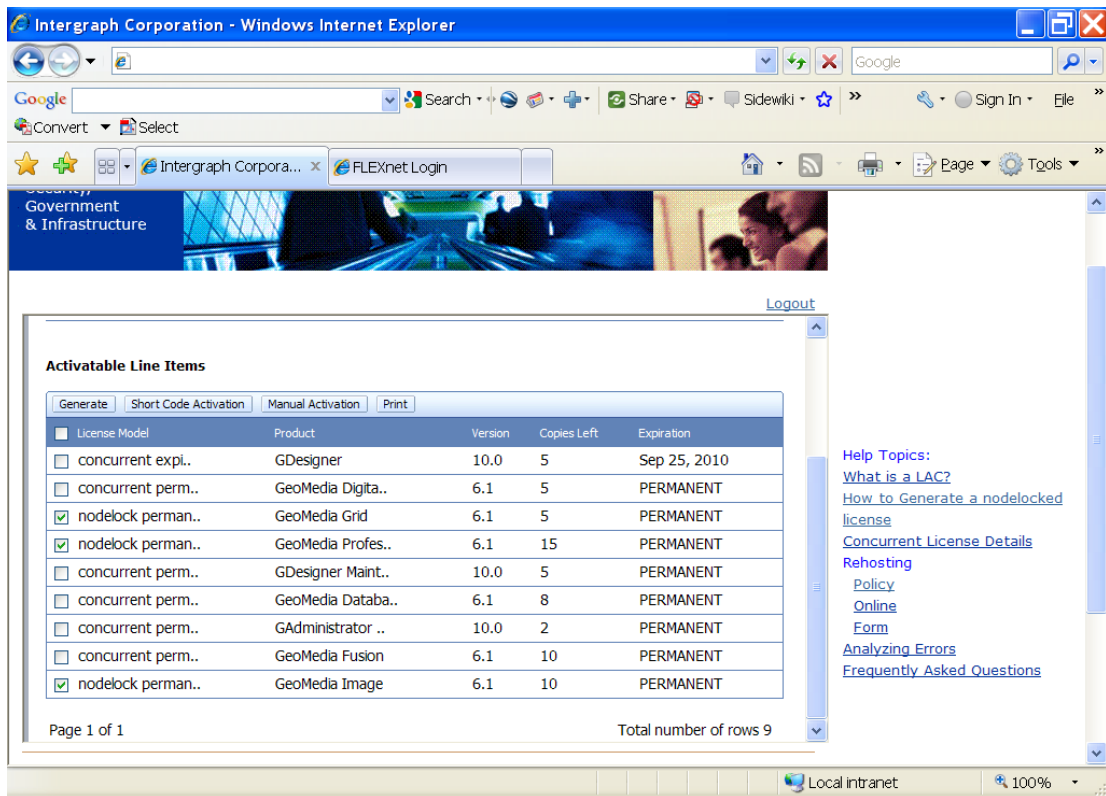 Intergraph Corporation - Windows Internet Explorer
Google
Google Search Share Sidewiki >> Sign In File >>
Convert Select
Intergraph Corpora... x FLEXnet Login Page Tools >>
Government
& Infrastructure
Logout
Activatable Line Items
Generate Short Code Activation Manual Activation Print
License Model Product Version Copies Left Expiration
concurrent expi.. GDesigner 10.0 5 Sep 25, 2010
concurrent perm.. GeoMedia Digita.. 6.1 5 PERMANENT
nodelock perman.. GeoMedia Grid 6.1 5 PERMANENT
nodelock perman.. GeoMedia Profes.. 6.1 15 PERMANENT
concurrent perm.. GDesigner Maint.. 10.0 5 PERMANENT
concurrent perm.. GeoMedia Databa.. 6.1 8 PERMANENT
concurrent perm.. GAdministrator .. 10.0 2 PERMANENT
concurrent perm.. GeoMedia Fusion 6.1 10 PERMANENT
nodelock perman.. GeoMedia Image 6.1 10 PERMANENT
Page 1 of 1 Total number of rows 9
Help Topics:
What is a LAC?
How to Generate a nodelocked
license
Concurrent License Details
Rehosting
Policy
Online
Form
Analyzing Errors
Frequently Asked Questions
Local intranet 100%